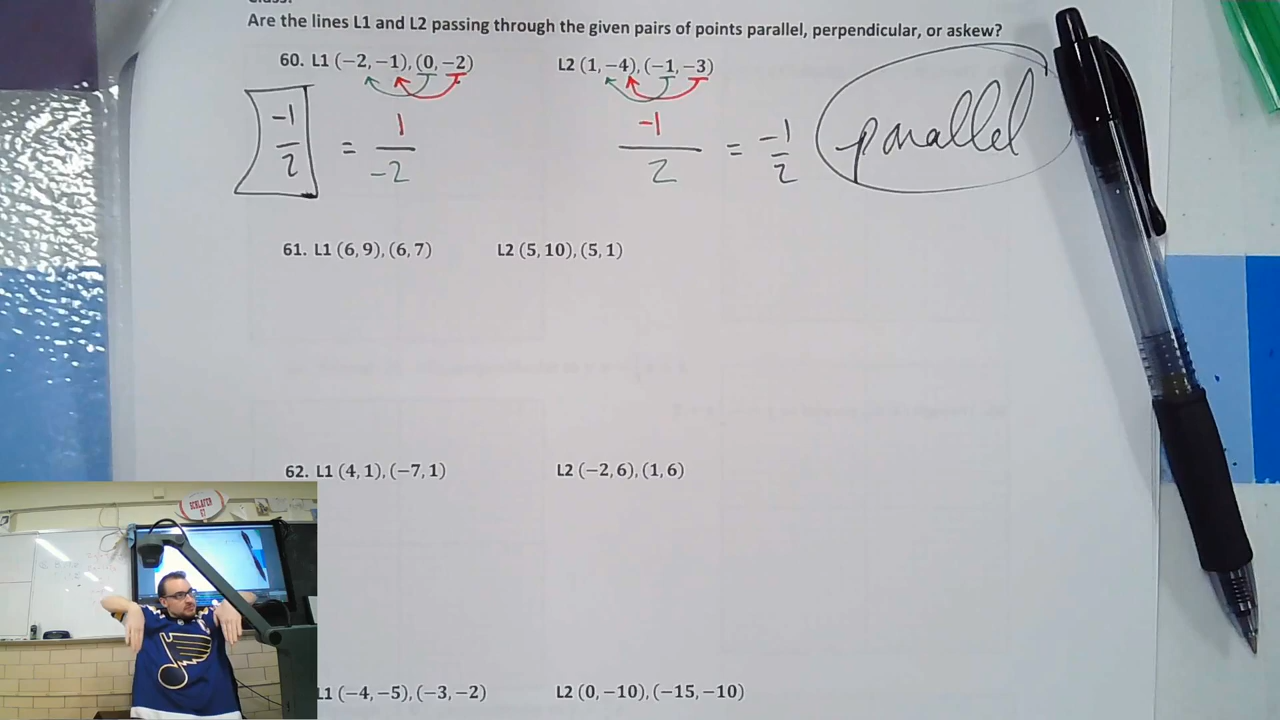 Are the lines L1 and L2 passing through the given pairs of points parallel, perpendicular, or askew?
60. L1 (−2, −1), (0, −2) L2 (1, −4), (−1, −3)
-1/2 = 1/-2 -1/2 = -1/2 parallel
61. L1 (6, 9), (6, 7) L2 (5, 10), (5, 1)
62. L1 (4, 1), (−7, 1) L2 (−2, 6), (1, 6)
L1 (−4, −5), (−3, −2) L2 (0, −10), (−15, −10)